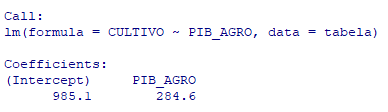 Call:
lm(formula = CULTIVO ~ PIB_AGRO, data = tabela)
Coefficients:
(Intercept) PIB_AGRO
985.1 284.6